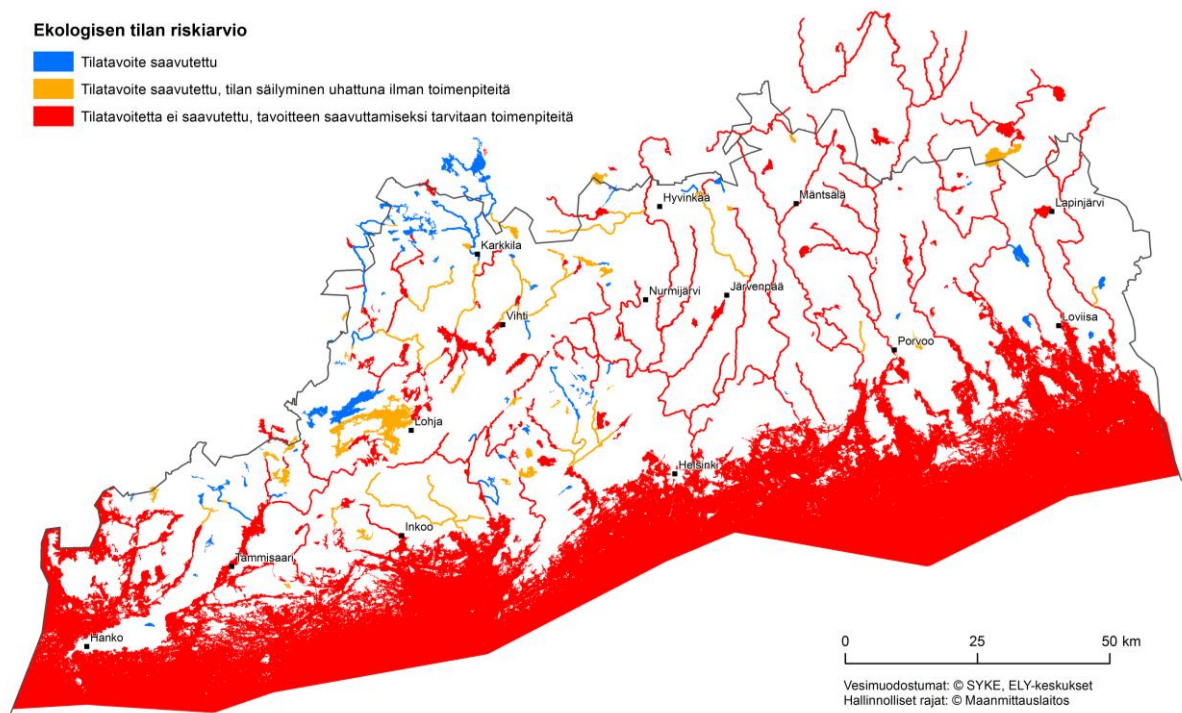 Ekologisen tilan riskiarvio
Tilatavoite saavutettu
Tilatavoite saavutettu, tilan säilyminen uhattuna ilman toimenpiteitä
Tilatavoitetta ei saavutettu, tavoitteen saavuttamiseksi tarvitaan toimenpiteitä
Hyvinkää
Mäntsälä
Lapinjärvi
Karkkila
Nurmijärvi
Järvenpää
Vihti
Loviisa
Porvoo
Lohja
Helsinki
Inkoo
Tammisaari
Hanko
0 25 50 km
Vesimuodostumat: © SYKE, ELY-keskukset
Hallinnolliset rajat: © Maanmittauslaitos